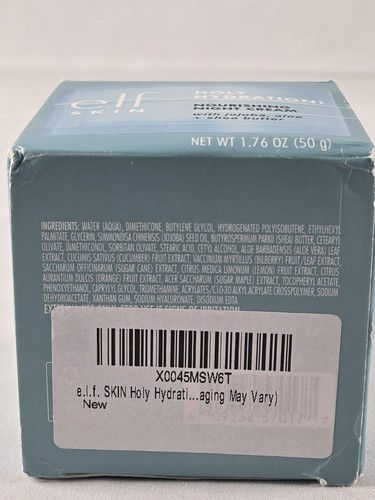 elf
SKIN
HOLY
HYDRATION!
NOURISHING
NIGHT CREAM
with jojoba, aloe
+ shea butter
NET WT 1.76 OZ (50 g)
INGREDIENTS: WATER (AQUA), DIMETHICONE, BUTYLENE GLYCOL, HYDROGENATED POLYISOBUTENE, ETHYLHEXYL
PALMITATE, GLYCERIN, SIMMONDSIA CHINENSIS (JOJOBA) SEED OIL, BUTYROSPERMUM PARKII (SHEA) BUTTER, CETEARYL
OLIVATE, DIMETHICONOL, SORBITAN OLIVATE, STEARIC ACID, CETYL ALCOHOL, ALOE BARBADENSIS (ALOE VERA) LEAF
EXTRACT, CUCUMIS SATIVUS (CUCUMBER) FRUIT EXTRACT, VACCINIUM MYRTILLUS (BILBERRY) FRUIT/LEAF EXTRACT,
SACCHARUM OFFICINARUM (SUGAR CANE) EXTRACT, CITRUS MEDICA LIMONUM (LEMON) FRUIT EXTRACT, CITRUS
AURANTIUM DULCIS (ORANGE) FRUIT EXTRACT, ACER SACCHARUM (SUGAR MAPLE) EXTRACT, TOCOPHERYL ACETATE,
PHENOXYETHANOL, CAPRYLYL GLYCOL, TROMETHAMINE, ACRYLATES/C10-30 ALKYL ACRYLATE CROSSPOLYMER, SODIUM
DEHYDROACETATE, XANTHAN GUM, SODIUM HYALURONATE, DISODIUM EDTA
X0045MSW6T
e.l.f. SKIN Holy Hydrati...aging May Vary)
New